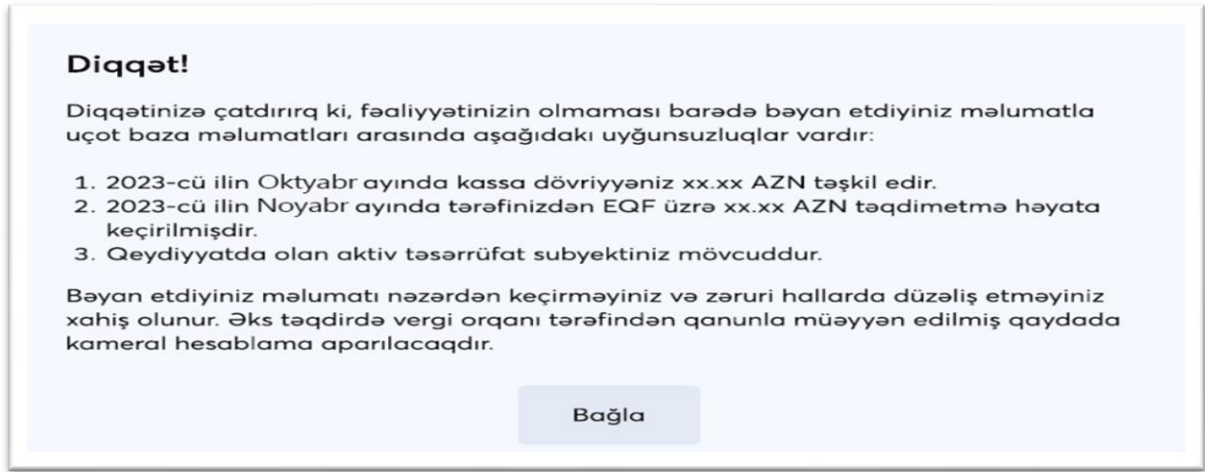 Diqqət!
Diqqətinizə çatdırırq ki, fəaliyyətinizin olmaması barədə bəyan etdiyiniz məlumatla
uçot baza məlumatları arasında aşağıdakı uyğunsuzluqlar vardır:
1. 2023-cü ilin Oktyabr ayında kassa dövriyyəniz xx.xx AZN təşkil edir.
2. 2023-cü ilin Noyabr ayında tərəfinizdən EQF üzrə xx.xx AZN təqdimetmə həyata
keçirilmişdir.
3. Qeydiyyatda olan aktiv təsərrüfat subyektiniz mövcuddur.
Bəyan etdiyiniz məlumatı nəzərdən keçirməyiniz və zəruri hallarda düzəliş etməyiniz
xahiş olunur. Əks təqdirdə vergi orqanı tərəfindən qanunla müəyyən edilmiş qaydada
kameral hesablama aparılacaqdır.
Bağla